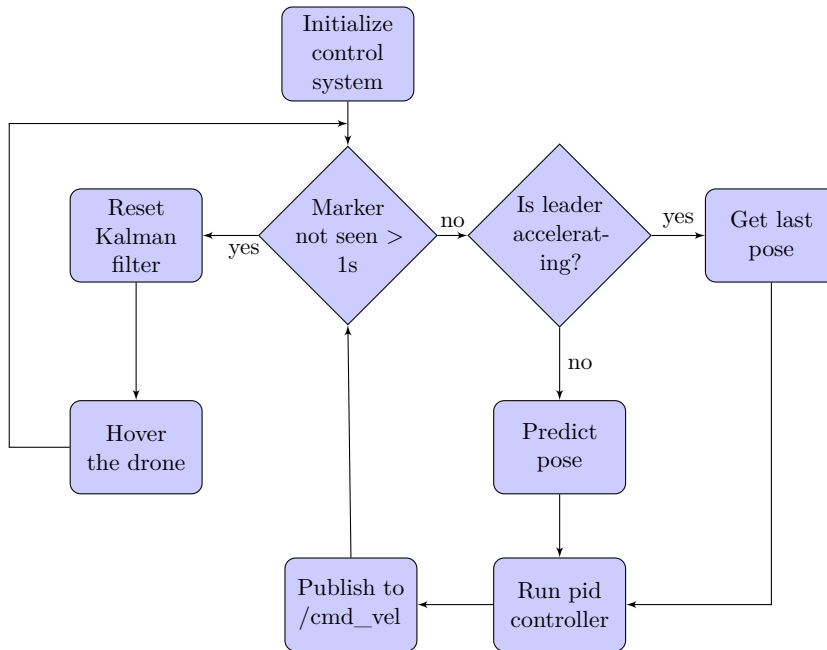 Initialize
control
system
Reset
Kalman
filter
yes
Marker
not seen >
1s
no
Is leader
accelerat-
ing?
yes
Get last
pose
no
Hover
the drone
Predict
pose
Publish to
/cmd_vel
Run pid
controller